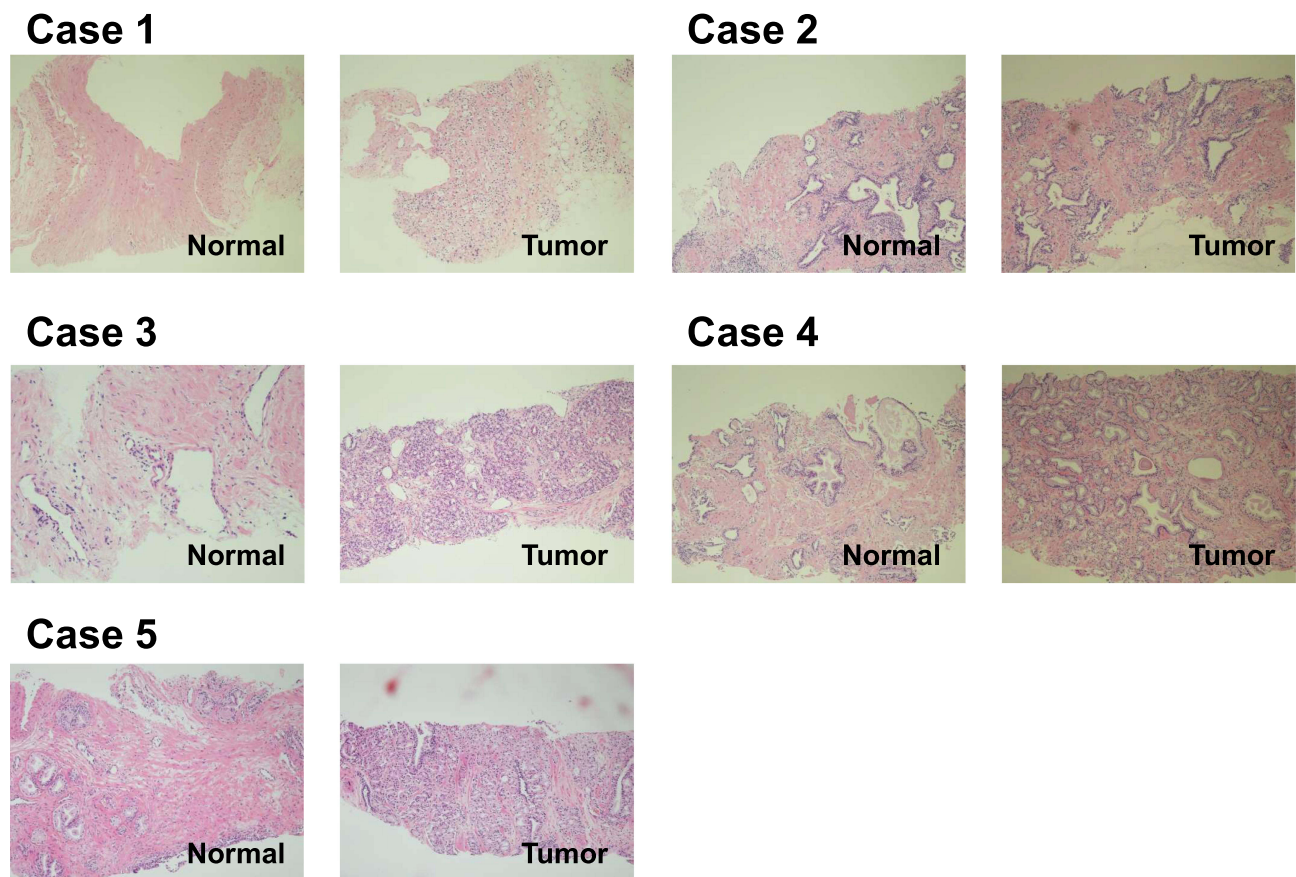 Case 1
Case 2
Normal
Tumor
Normal
Tumor
Case 3
Case 4
Normal
Tumor
Normal
Tumor
Case 5
Normal
Tumor